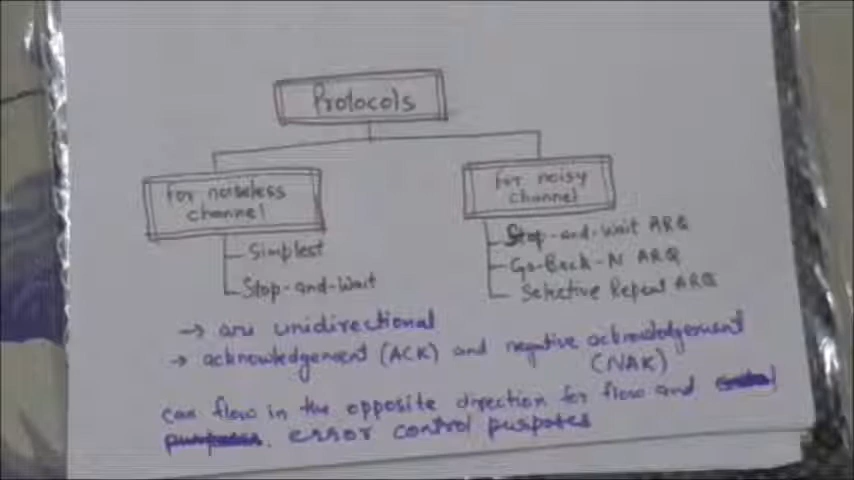 Protocols
for noiseless
channel
for noisy
channel
Simplest
Stop-and-Wait
Stop-and-Wait ARQ
Go-Back-N ARQ
Selective Repeat ARQ
→ are unidirectional
→ acknowledgement (ACK) and negative acknowledgement
(NAK)
can flow in the opposite direction for flow and
error control purposes